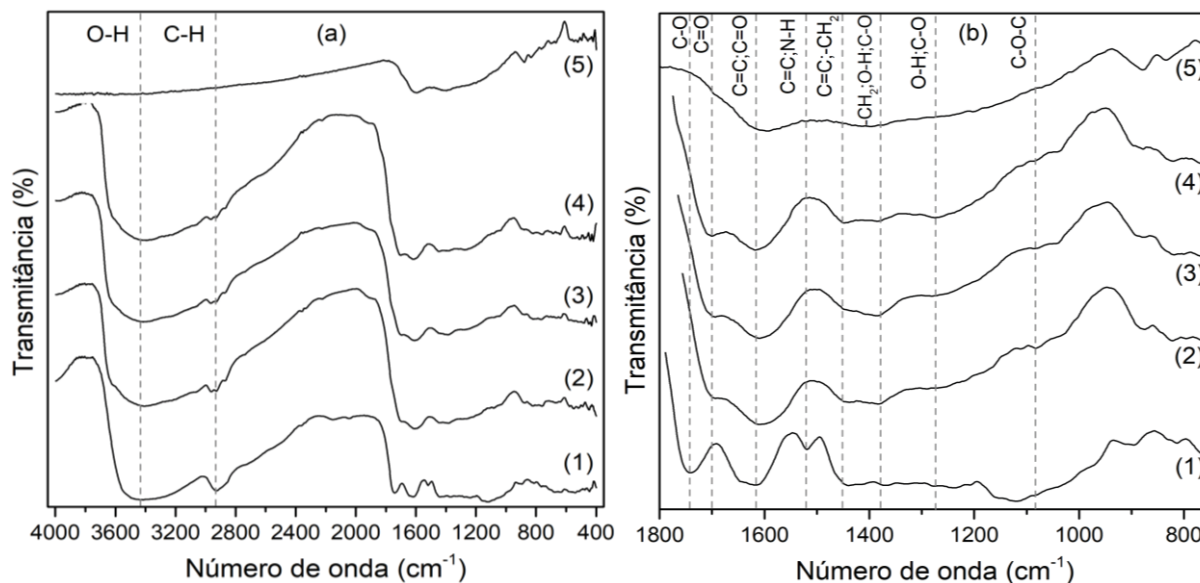 O-H
C-H
(a)
(5)
(4)
(3)
(2)
(1)
Transmitância (%)
4000 3600 3200 2800 2400 2000 1600 1200 800 400
Número de onda (cm⁻¹)
(b)
C-O
C=O
C=C;C=O
C=C;N-H
C=C;-CH₂
-CH₂;O-H;C-O
O-H;C-O
C-O-C
(5)
(4)
(3)
(2)
(1)
Transmitância (%)
1800 1600 1400 1200 1000 800
Número de onda (cm⁻¹)